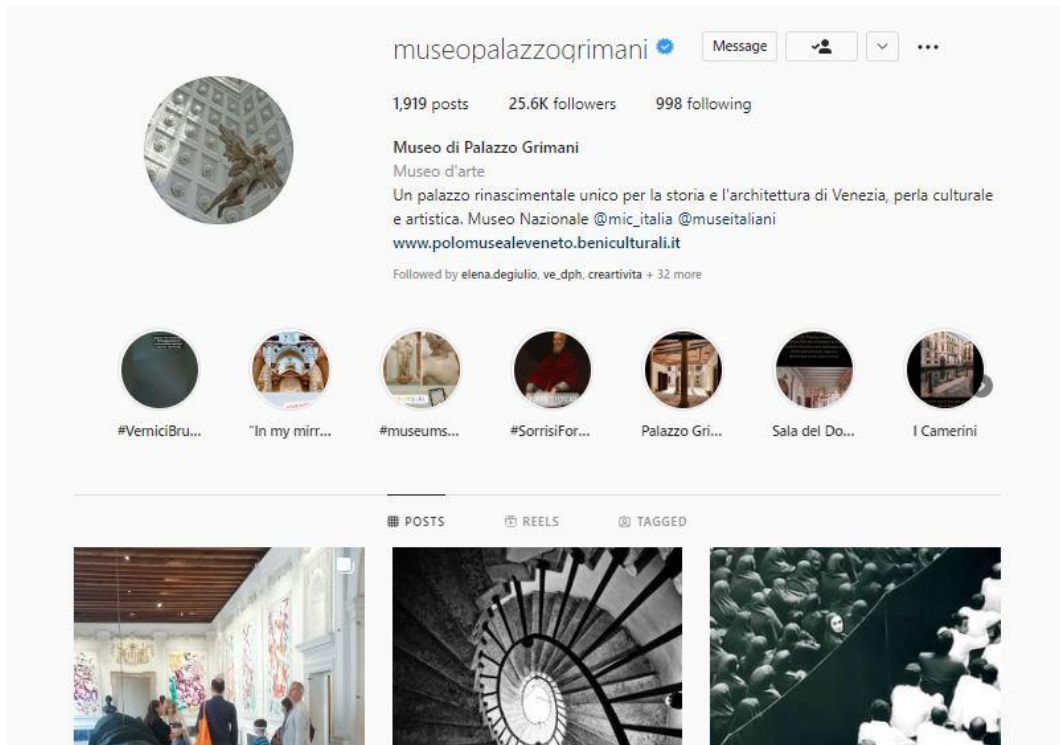 museopalazzogrimani
Message
1,919 posts 25.6K followers 998 following
Museo di Palazzo Grimani
Museo d'arte
Un palazzo rinascimentale unico per la storia e l'architettura di Venezia, perla culturale
e artistica. Museo Nazionale @mic_italia @museitaliani
www.polomusealeveneto.beniculturali.it
Followed by elena.degiulio, ve_dph, creartivita + 32 more
#VerniciBru... "In my mirr... #museums... #SorrisiFor... Palazzo Gri... Sala del Do... I Camerini
POSTS REELS TAGGED